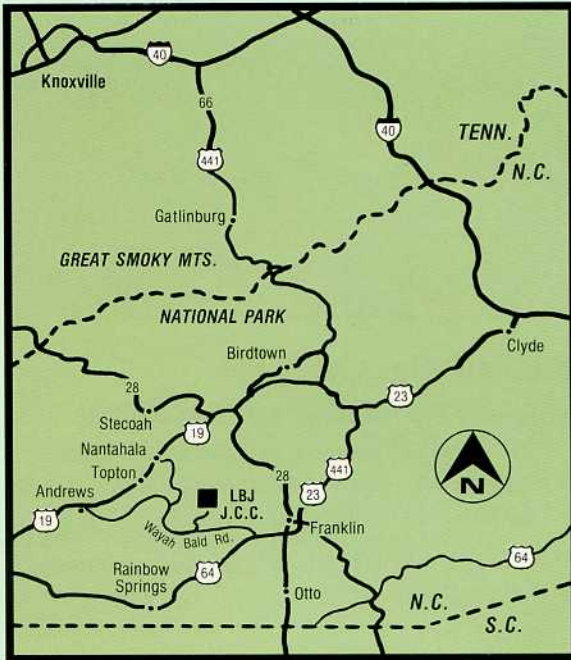 40
Knoxville
66
40
TENN.
N.C.
441
Gatlinburg
GREAT SMOKY MTS.
NATIONAL PARK
Birdtown
Clyde
28
23
Stecoah
19
Nantahala
Topton
28
441
N
Andrews
LBJ
J.C.C.
23
19
Wayah Bald Rd.
Franklin
64
Rainbow
Springs
64
Otto
N.C.
S.C.